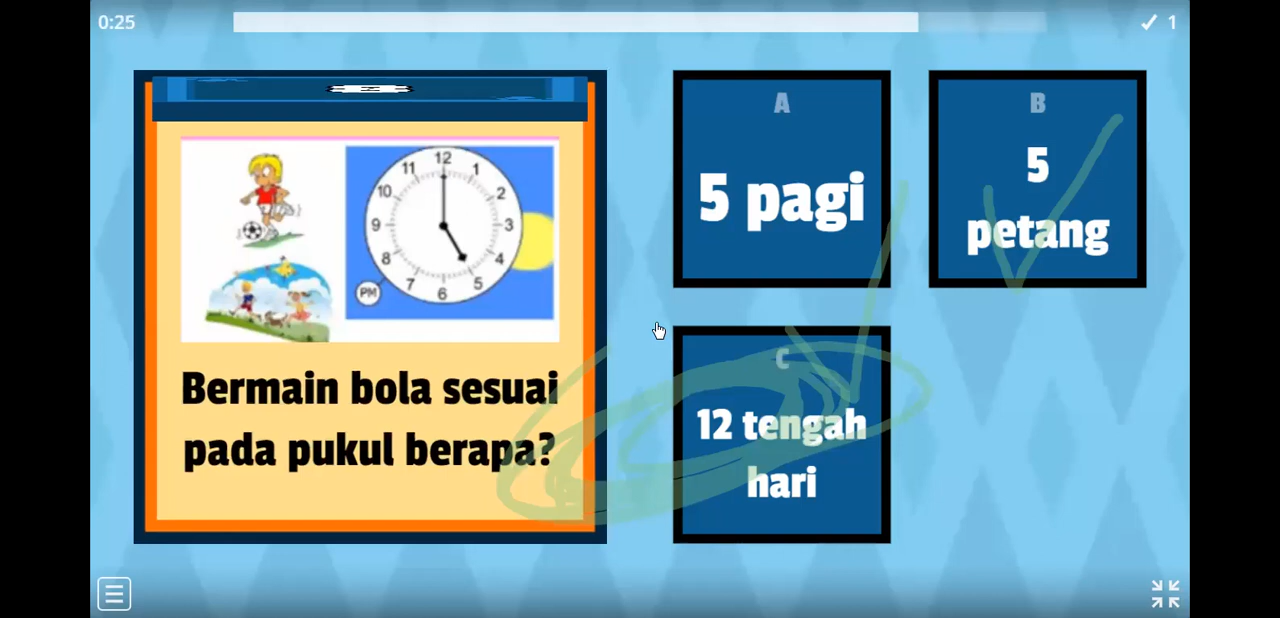 0:25
1
12
11
1
10
2
9
3
8
4
7
5
6
PM
Bermain bola sesuai
pada pukul berapa?
A
5 pagi
B
5
petang
C
12 tengah
hari